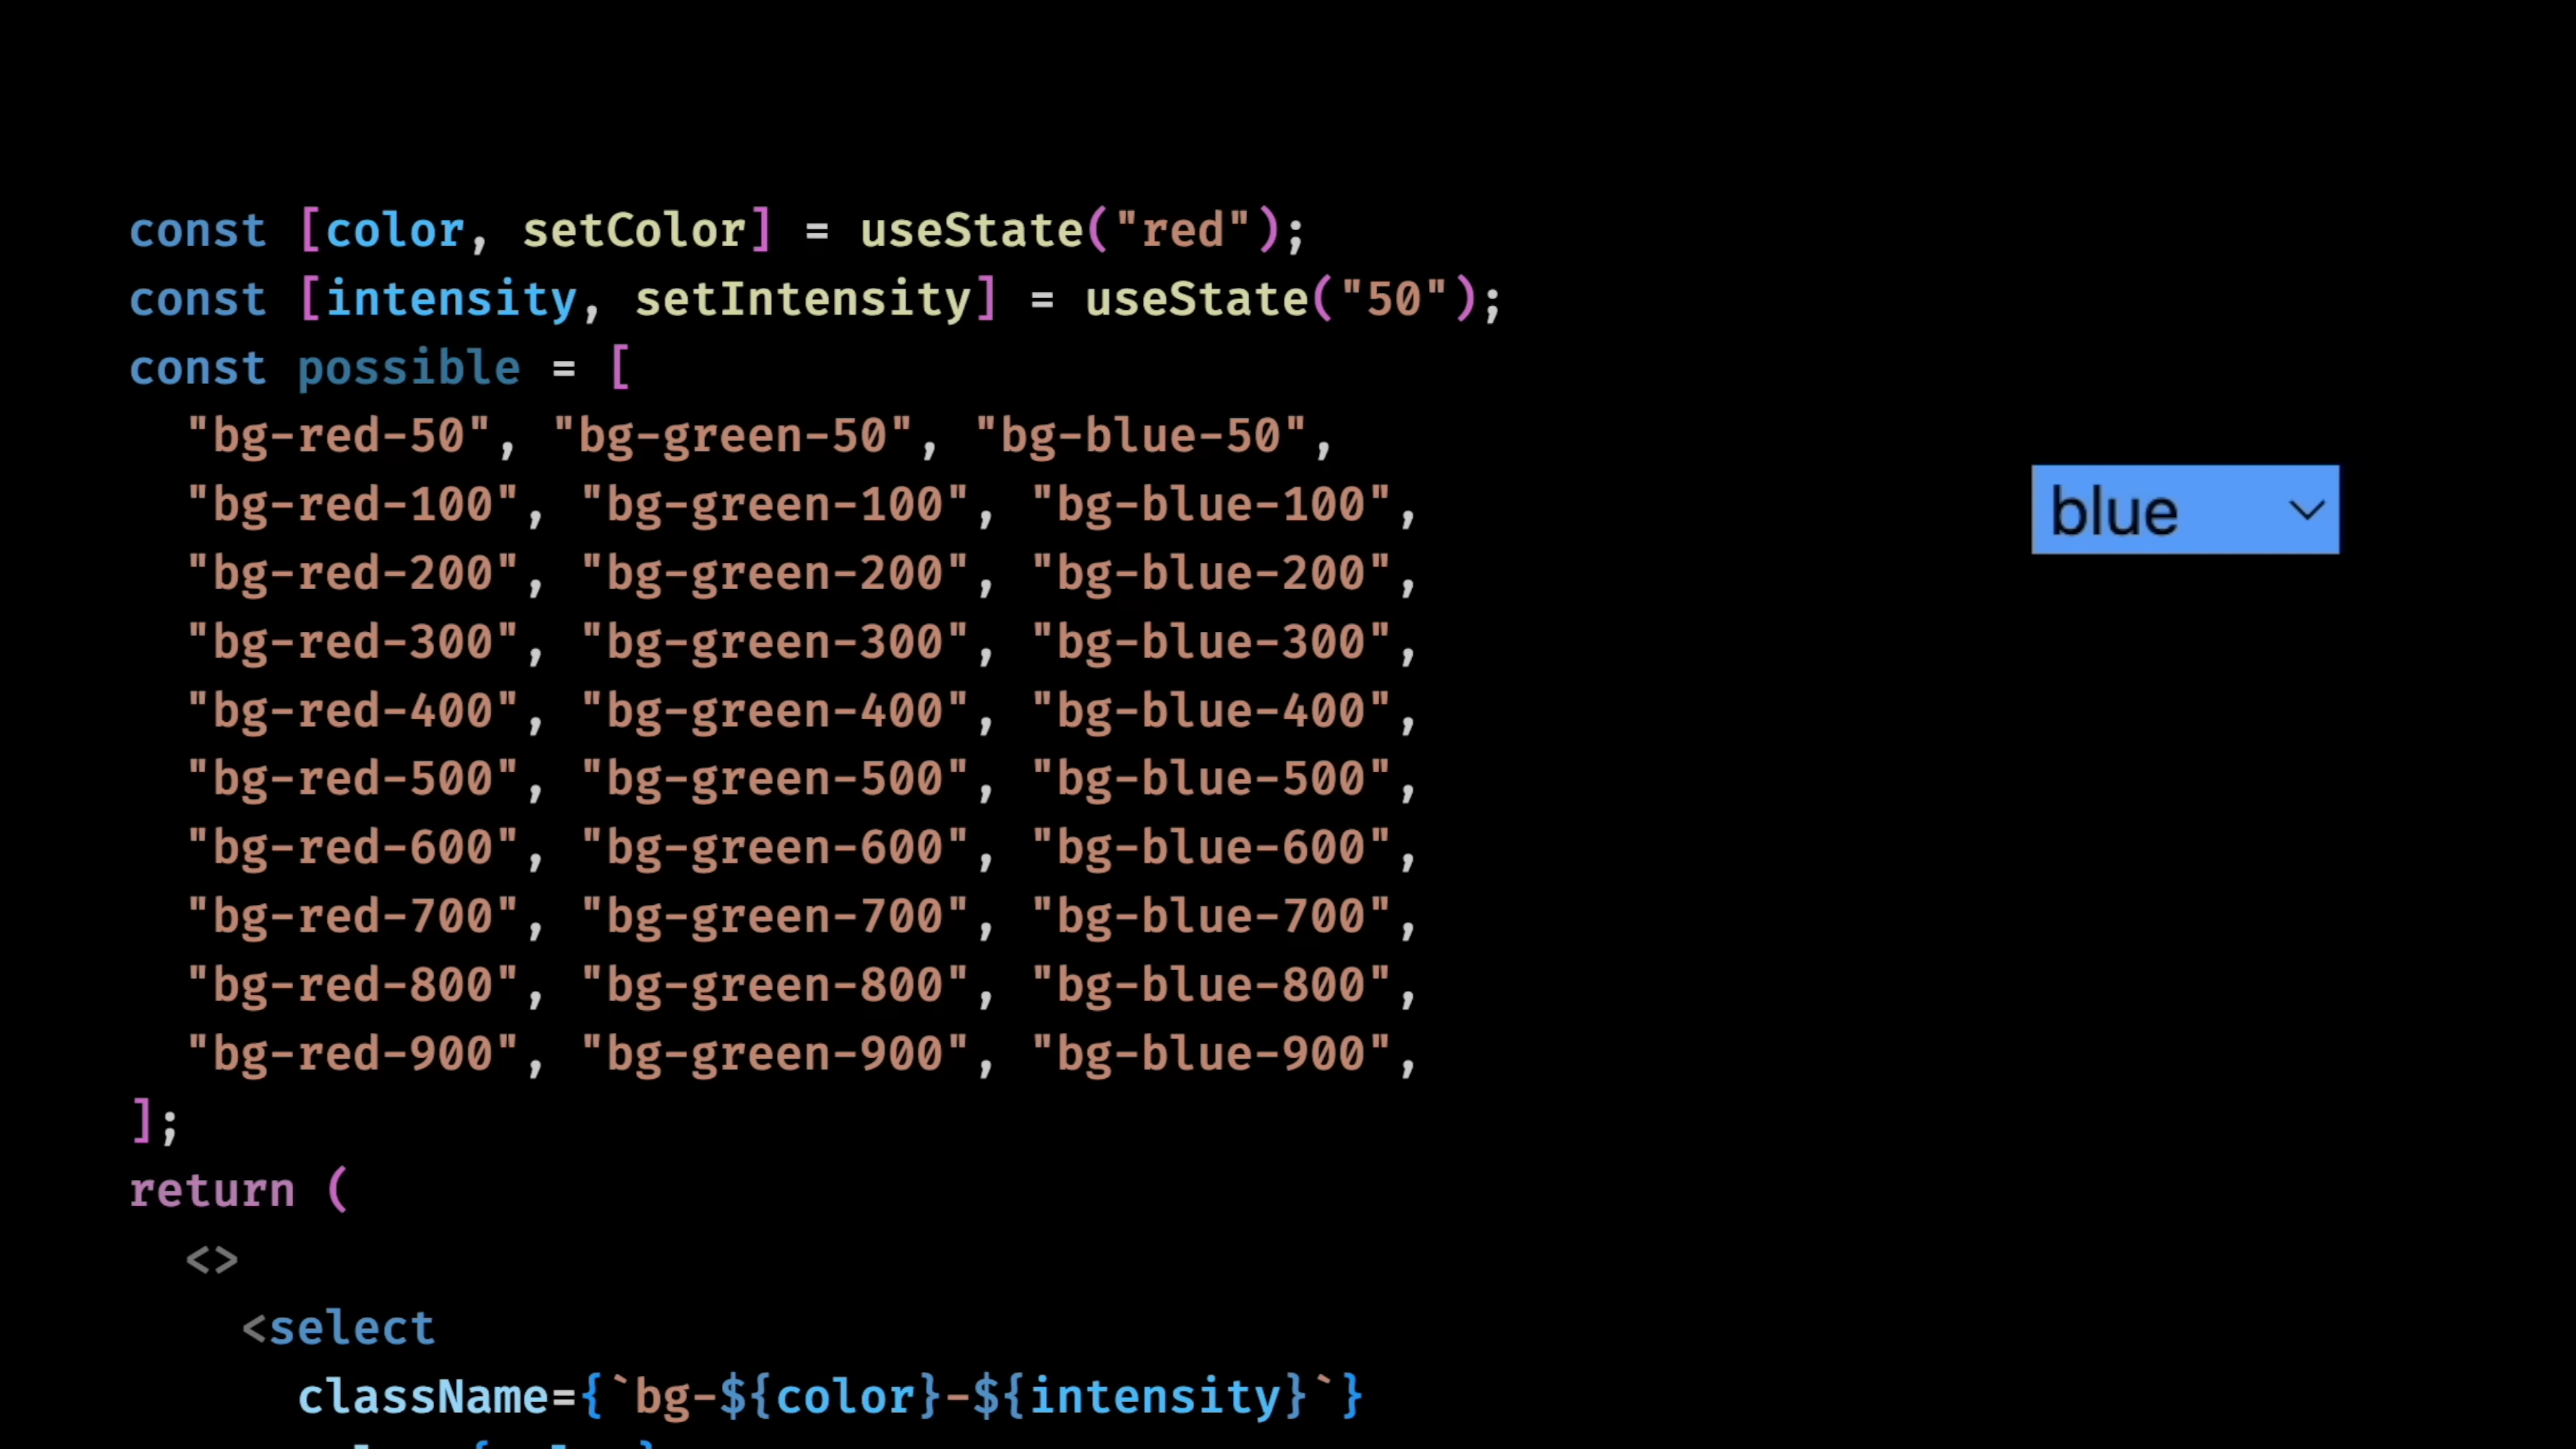 const [color, setColor] = useState("red");
const [intensity, setIntensity] = useState("50");
const possible = [
"bg-red-50", "bg-green-50", "bg-blue-50",
"bg-red-100", "bg-green-100", "bg-blue-100",
"bg-red-200", "bg-green-200", "bg-blue-200",
"bg-red-300", "bg-green-300", "bg-blue-300",
"bg-red-400", "bg-green-400", "bg-blue-400",
"bg-red-500", "bg-green-500", "bg-blue-500",
"bg-red-600", "bg-green-600", "bg-blue-600",
"bg-red-700", "bg-green-700", "bg-blue-700",
"bg-red-800", "bg-green-800", "bg-blue-800",
"bg-red-900", "bg-green-900", "bg-blue-900",
];
return (
<>
<select
className={`bg-${color}-${intensity}`}
blue